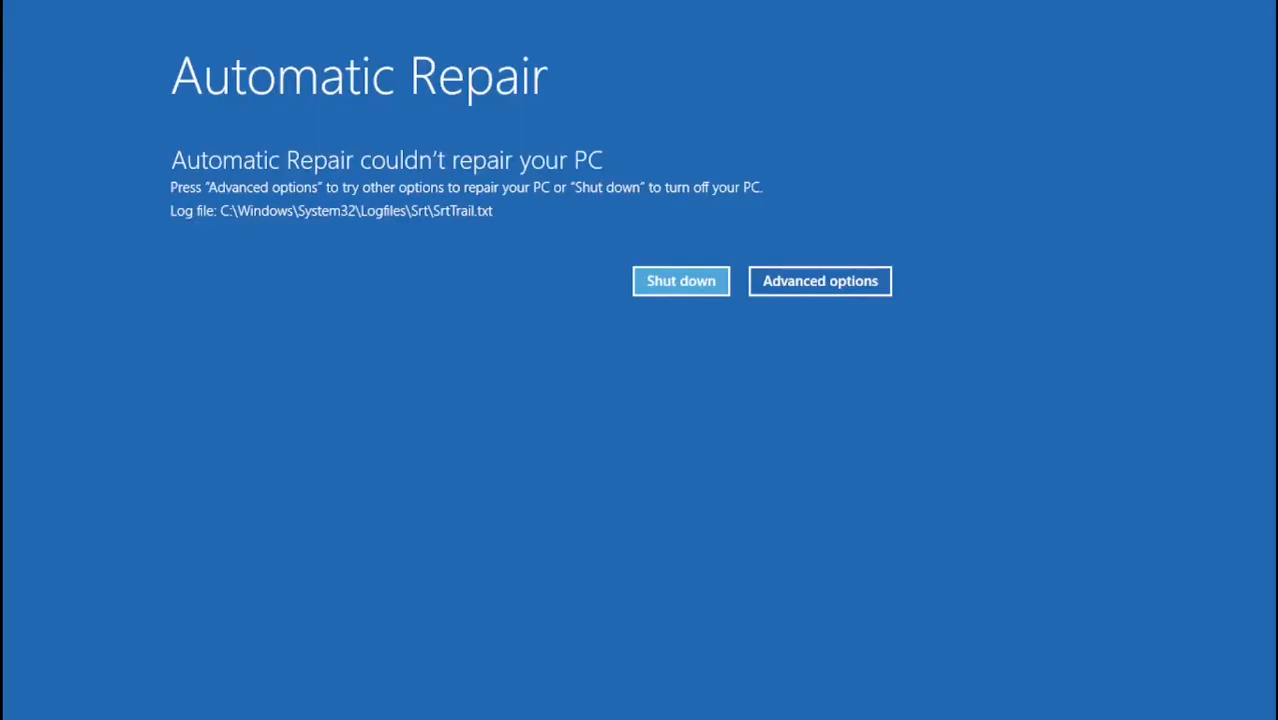 Automatic Repair
Automatic Repair couldn't repair your PC
Press "Advanced options" to try other options to repair your PC or "Shut down" to turn off your PC.
Log file: C:\Windows\System32\Logfiles\Srt\SrtTrail.txt
Shut down
Advanced options